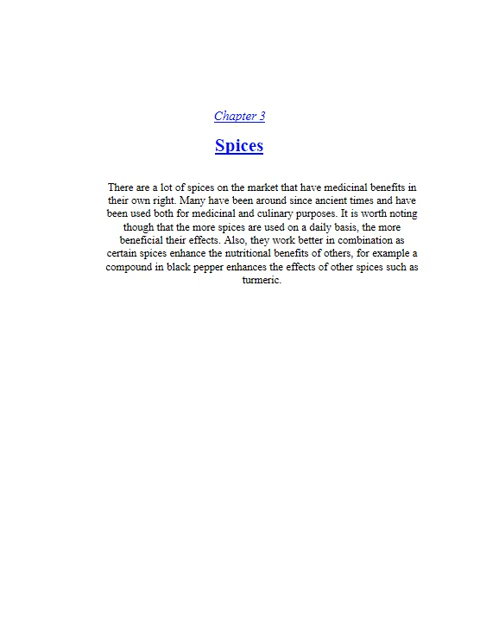 Chapter 3
Spices
There are a lot of spices on the market that have medicinal benefits in
their own right. Many have been around since ancient times and have
been used both for medicinal and culinary purposes. It is worth noting
though that the more spices are used on a daily basis, the more
beneficial their effects. Also, they work better in combination as
certain spices enhance the nutritional benefits of others, for example a
compound in black pepper enhances the effects of other spices such as
turmeric.